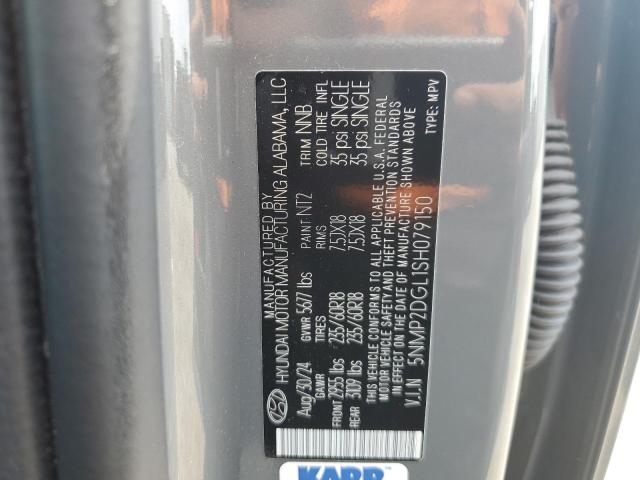 MANUFACTURED BY
HYUNDAI MOTOR MANUFACTURING ALABAMA, LLC
Aug/30/24 GVWR 5677 lbs PAINT NT2 TRIM NNB
GAWR TIRES RIMS COLD TIRE INFL
FRONT 2955 lbs 235/60R18 7.5JX18 35 psi SINGLE
REAR 3109 lbs 235/60R18 7.5JX18 35 psi SINGLE
THIS VEHICLE CONFORMS TO ALL APPLICABLE U.S.A. FEDERAL
MOTOR VEHICLE SAFETY AND THEFT PREVENTION STANDARDS
IN EFFECT ON THE DATE OF MANUFACTURE SHOWN ABOVE
V.I.N 5NMP2DGL1SH079150 TYPE: MPV
KARR